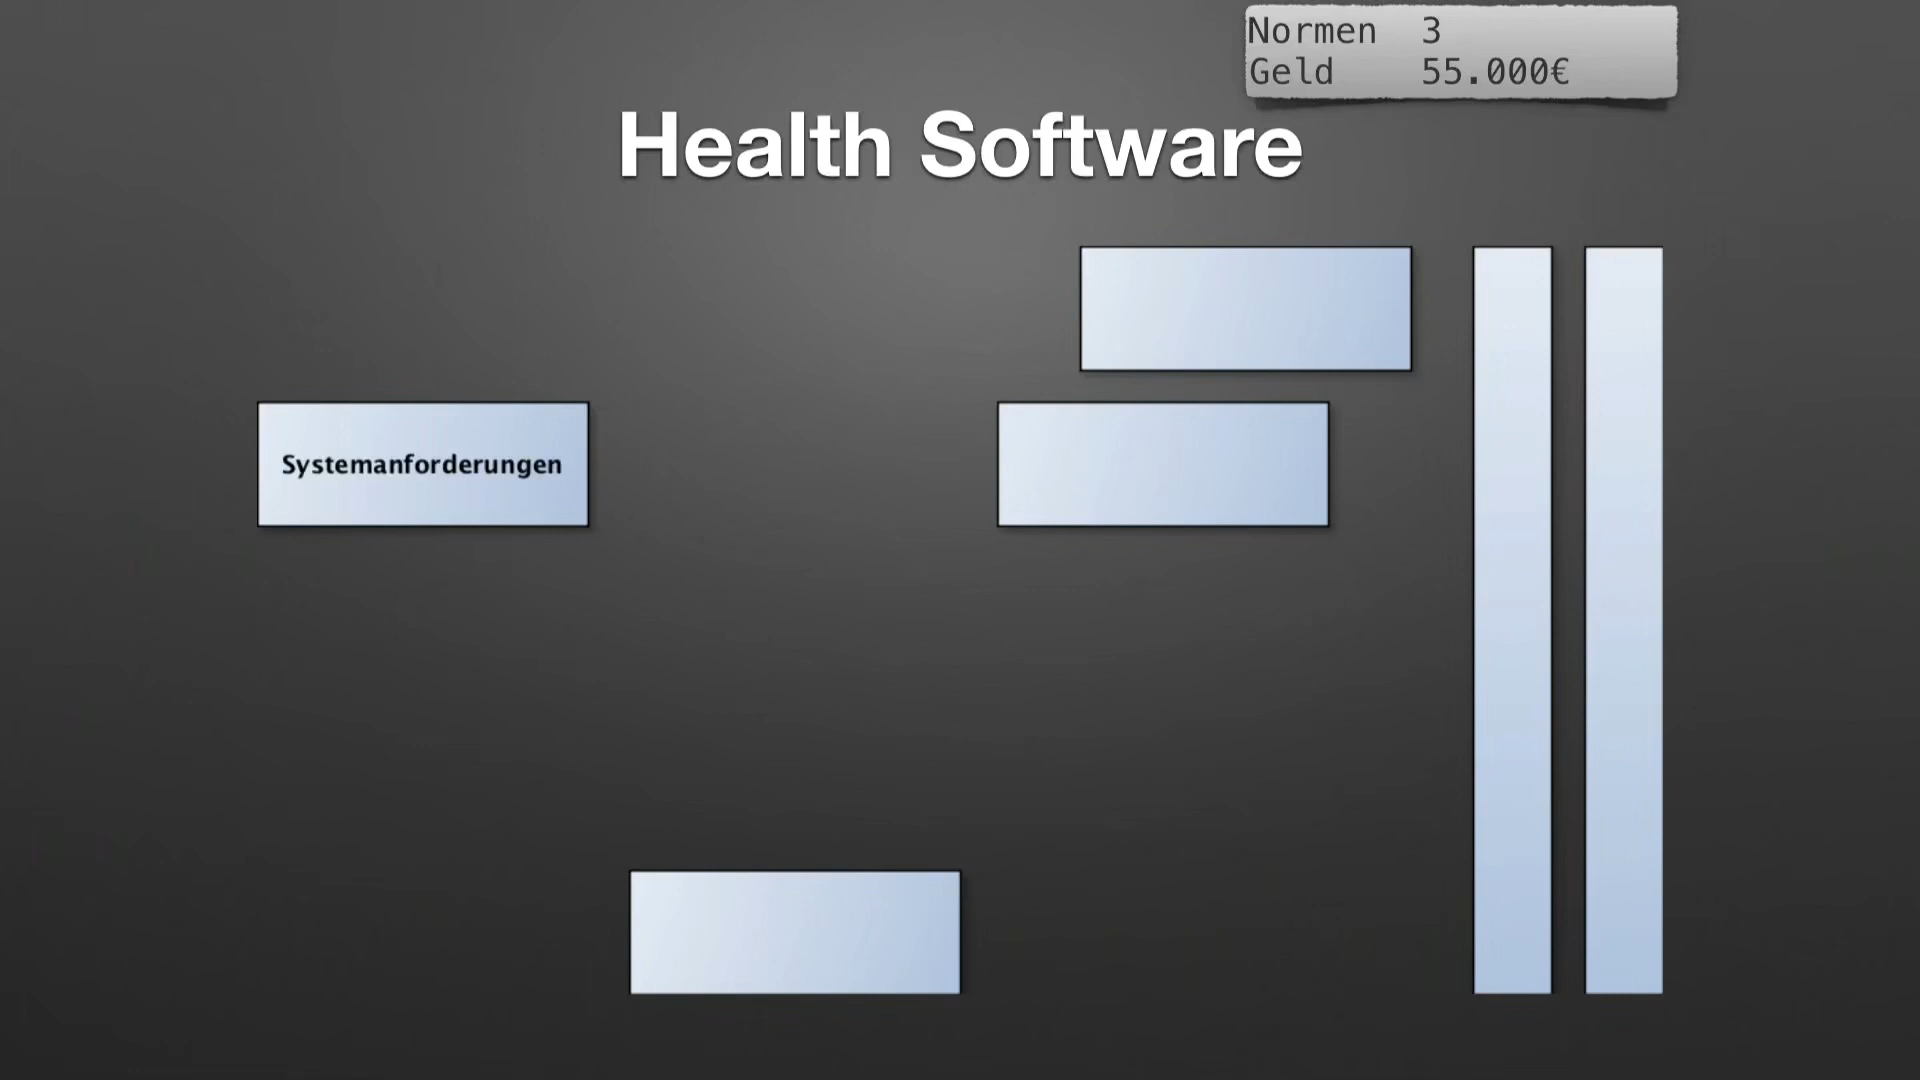 Normen 3
Geld 55.000€
Health Software
Systemanforderungen